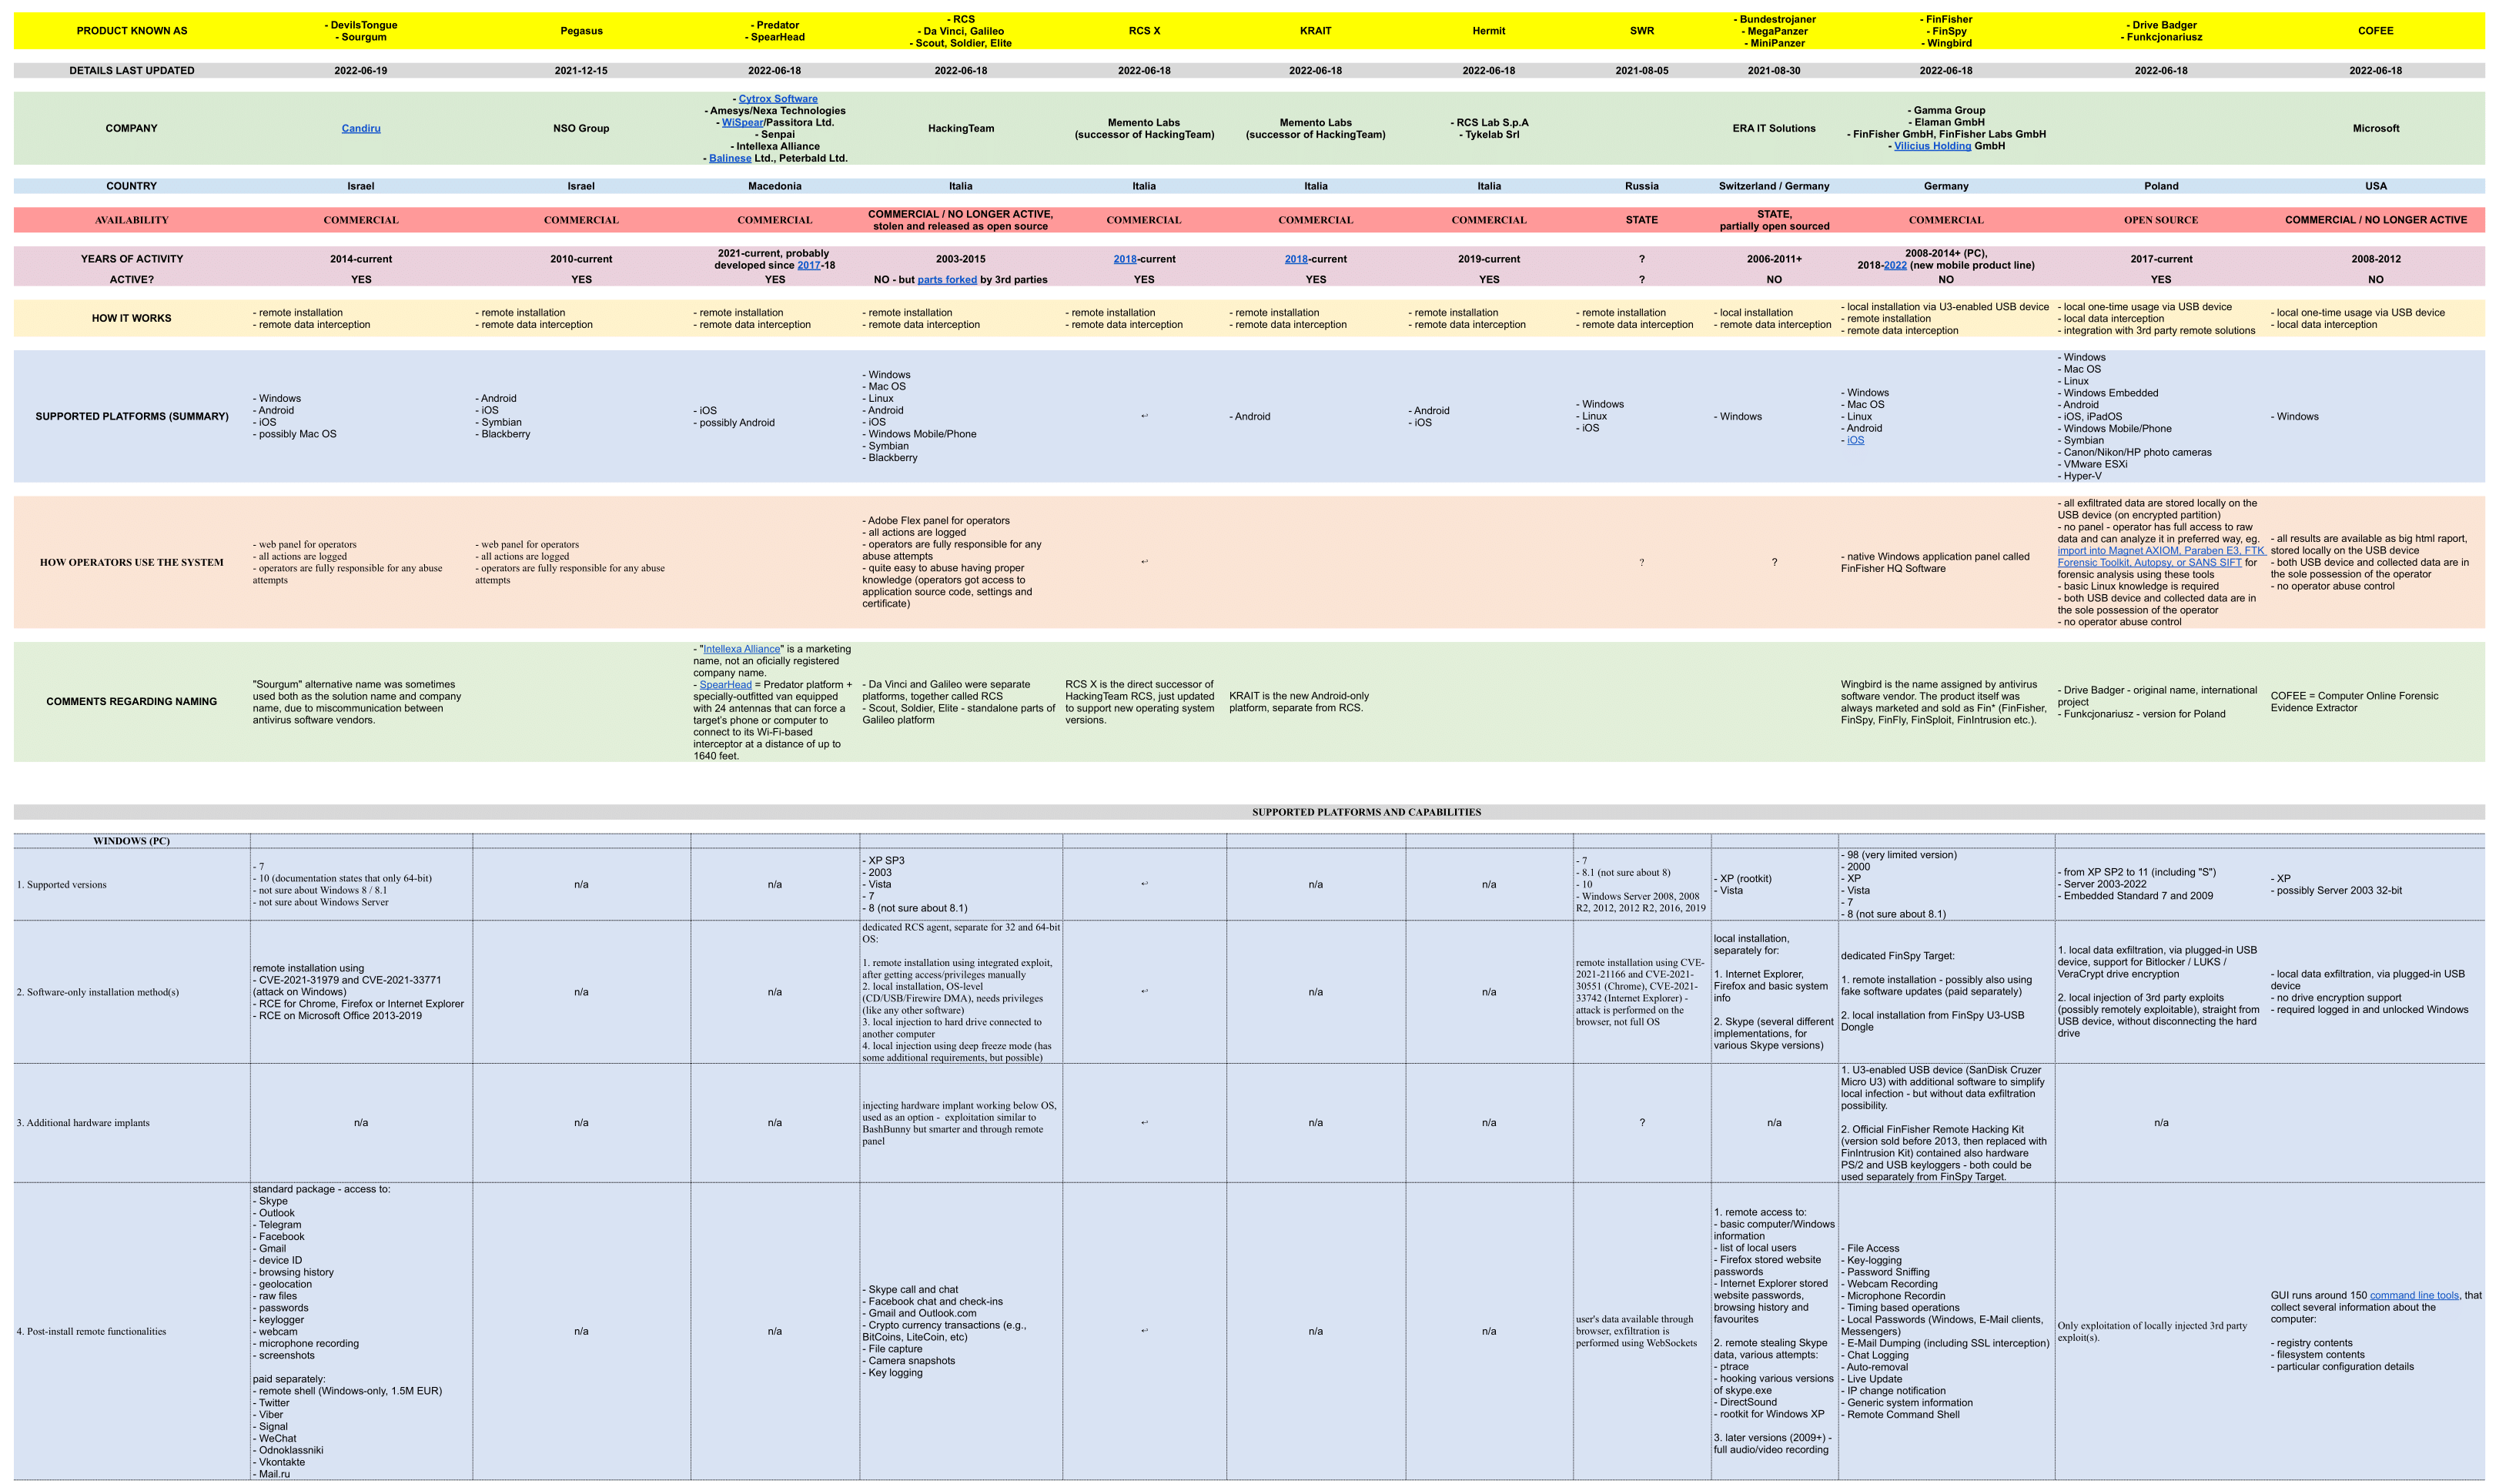 PRODUCT KNOWN AS
- DevilsTongue
- Sourgum
Pegasus
- Predator
- SpearHead
- RCS
- Da Vinci, Galileo
- Scout, Soldier, Elite
RCS X
KRAIT
Hermit
SWR
- Bundestrojaner
- MegaPanzer
- MiniPanzer
- FinFisher
- FinSpy
- Wingbird
- Drive Badger
- Funkcjonariusz
COFEE
DETAILS LAST UPDATED
2022-06-19
2021-12-15
2022-06-18
2022-06-18
2022-06-18
2022-06-18
2022-06-18
2021-08-05
2021-08-30
2022-06-18
2022-06-18
2022-06-18
COMPANY
Candiru
NSO Group
- Cytrox Software
- Amesys/Nexa Technologies
- WiSpear/Passitora Ltd.
- Senpai
- Intellexa Alliance
- Balinese Ltd., Peterbald Ltd.
HackingTeam
Memento Labs
(successor of HackingTeam)
Memento Labs
(successor of HackingTeam)
- RCS Lab S.p.A
- Tykelab Srl
ERA IT Solutions
- Gamma Group
- Elaman GmbH
- FinFisher GmbH, FinFisher Labs GmbH
- Vilicius Holding GmbH
Microsoft
COUNTRY
Israel
Israel
Macedonia
Italia
Italia
Italia
Italia
Russia
Switzerland / Germany
Germany
Poland
USA
AVAILABILITY
COMMERCIAL
COMMERCIAL
COMMERCIAL
COMMERCIAL / NO LONGER ACTIVE,
stolen and released as open source
COMMERCIAL
COMMERCIAL
COMMERCIAL
STATE
STATE,
partially open sourced
COMMERCIAL
OPEN SOURCE
COMMERCIAL / NO LONGER ACTIVE
YEARS OF ACTIVITY
2014-current
2010-current
2021-current, probably
developed since 2017-18
2003-2015
2018-current
2018-current
2019-current
?
2006-2011+
2008-2014+ (PC),
2018-2022 (new mobile product line)
2017-current
2008-2012
ACTIVE?
YES
YES
YES
NO - but parts forked by 3rd parties
YES
YES
YES
?
NO
NO
YES
NO
HOW IT WORKS
- remote installation
- remote data interception
- remote installation
- remote data interception
- remote installation
- remote data interception
- remote installation
- remote data interception
- remote installation
- remote data interception
- remote installation
- remote data interception
- remote installation
- remote data interception
- remote installation
- remote data interception
- local installation
- remote data interception
- local installation via U3-enabled USB device
- remote installation
- remote data interception
- local one-time usage via USB device
- local data interception
- integration with 3rd party remote solutions
- local one-time usage via USB device
- local data interception
SUPPORTED PLATFORMS (SUMMARY)
- Windows
- Android
- iOS
- possibly Mac OS
- Android
- iOS
- Symbian
- Blackberry
- iOS
- possibly Android
- Windows
- Mac OS
- Linux
- Android
- iOS
- Windows Mobile/Phone
- Symbian
- Blackberry
↩
- Android
- Android
- iOS
- Windows
- Linux
- iOS
- Windows
- Windows
- Mac OS
- Linux
- Android
- iOS
- Windows
- Mac OS
- Linux
- Windows Embedded
- Android
- iOS, iPadOS
- Windows Mobile/Phone
- Symbian
- Canon/Nikon/HP photo cameras
- VMware ESXi
- Hyper-V
- Windows
HOW OPERATORS USE THE SYSTEM
- web panel for operators
- all actions are logged
- operators are fully responsible for any abuse
attempts
- web panel for operators
- all actions are logged
- operators are fully responsible for any abuse
attempts
- Adobe Flex panel for operators
- all actions are logged
- operators are fully responsible for any
abuse attempts
- quite easy to abuse having proper
knowledge (operators got access to
application source code, settings and
certificate)
↩
?
?
- native Windows application panel called
FinFisher HQ Software
- all exfiltrated data are stored locally on the
USB device (on encrypted partition)
- no panel - operator has full access to raw
data and can analyze it in preferred way, eg.
import into Magnet AXIOM, Paraben E3, FTK
Forensic Toolkit, Autopsy, or SANS SIFT for
forensic analysis using these tools
- basic Linux knowledge is required
- both USB device and collected data are in
the sole possession of the operator
- no operator abuse control
- all results are available as big html raport,
stored locally on the USB device
- both USB device and collected data are in
the sole possession of the operator
- no operator abuse control
COMMENTS REGARDING NAMING
"Sourgum" alternative name was sometimes
used both as the solution name and company
name, due to miscommunication between
antivirus software vendors.
- "Intellexa Alliance" is a marketing
name, not an oficially registered
company name.
- SpearHead = Predator platform +
specially-outfitted van equipped
with 24 antennas that can force a
target's phone or computer to
connect to its Wi-Fi-based
interceptor at a distance of up to
1640 feet.
- Da Vinci and Galileo were separate
platforms, together called RCS
- Scout, Soldier, Elite - standalone parts of
Galileo platform
RCS X is the direct successor of
HackingTeam RCS, just updated
to support new operating system
versions.
KRAIT is the new Android-only
platform, separate from RCS.
Wingbird is the name assigned by antivirus
software vendor. The product itself was
always marketed and sold as Fin* (FinFisher,
FinSpy, FinFly, FinSploit, FinIntrusion etc.).
- Drive Badger - original name, international
project
- Funkcjonariusz - version for Poland
COFEE = Computer Online Forensic
Evidence Extractor
SUPPORTED PLATFORMS AND CAPABILITIES
WINDOWS (PC)
1. Supported versions
- 7
- 10 (documentation states that only 64-bit)
- not sure about Windows 8 / 8.1
- not sure about Windows Server
n/a
n/a
- XP SP3
- 2003
- Vista
- 7
- 8 (not sure about 8.1)
↩
n/a
n/a
- 7
- 8.1 (not sure about 8)
- 10
- Windows Server 2008, 2008
R2, 2012, 2012 R2, 2016, 2019
- XP (rootkit)
- Vista
- 98 (very limited version)
- 2000
- XP
- Vista
- 7
- 8 (not sure about 8.1)
- from XP SP2 to 11 (including "S")
- Server 2003-2022
- Embedded Standard 7 and 2009
- XP
- possibly Server 2003 32-bit
2. Software-only installation method(s)
remote installation using
- CVE-2021-31979 and CVE-2021-33771
(attack on Windows)
- RCE for Chrome, Firefox or Internet Explorer
- RCE on Microsoft Office 2013-2019
n/a
n/a
dedicated RCS agent, separate for 32 and 64-bit
OS:
1. remote installation using integrated exploit,
after getting access/privileges manually
2. local installation, OS-level
(CD/USB/Firewire DMA), needs privileges
(like any other software)
3. local injection to hard drive connected to
another computer
4. local injection using deep freeze mode (has
some additional requirements, but possible)
↩
n/a
n/a
remote installation using CVE-
2021-21166 and CVE-2021-
30551 (Chrome), CVE-2021-
33742 (Internet Explorer) -
attack is performed on the
browser, not full OS
local installation,
separately for:
1. Internet Explorer,
Firefox and basic system
info
2. Skype (several different
implementations, for
various Skype versions)
dedicated FinSpy Target:
1. remote installation - possibly also using
fake software updates (paid separately)
2. local installation from FinSpy U3-USB
Dongle
1. local data exfiltration, via plugged-in USB
device, support for Bitlocker / LUKS /
VeraCrypt drive encryption
2. local injection of 3rd party exploits
(possibly remotely exploitable), straight from
USB device, without disconnecting the hard
drive
- local data exfiltration, via plugged-in USB
device
- no drive encryption support
- required logged in and unlocked Windows
3. Additional hardware implants
n/a
n/a
n/a
injecting hardware implant working below OS,
used as an option - exploitation similar to
BashBunny but smarter and through remote
panel
↩
n/a
n/a
?
n/a
1. U3-enabled USB device (SanDisk Cruzer
Micro U3) with additional software to simplify
local infection - but without data exfiltration
possibility.
2. Official FinFisher Remote Hacking Kit
(version sold before 2013, then replaced with
FinIntrusion Kit) contained also hardware
PS/2 and USB keyloggers - both could be
used separately from FinSpy Target.
n/a
4. Post-install remote functionalities
standard package - access to:
- Skype
- Outlook
- Telegram
- Facebook
- Gmail
- device ID
- browsing history
- geolocation
- raw files
- passwords
- keylogger
- webcam
- microphone recording
- screenshots
paid separately:
- remote shell (Windows-only, 1.5M EUR)
- Twitter
- Viber
- Signal
- WeChat
- Odnoklassniki
- Vkontakte
- Mail.ru
n/a
n/a
- Skype call and chat
- Facebook chat and check-ins
- Gmail and Outlook.com
- Crypto currency transactions (e.g.,
BitCoins, LiteCoin, etc)
- File capture
- Camera snapshots
- Key logging
↩
n/a
n/a
user's data available through
browser, exfiltration is
performed using WebSockets
1. remote access to:
- basic computer/Windows
information
- list of local users
- Firefox stored website
passwords
- Internet Explorer stored
website passwords,
browsing history and
favourites
2. remote stealing Skype
data, various attempts:
- ptrace
- hooking various versions
of skype.exe
- DirectSound
- rootkit for Windows XP
3. later versions (2009+) -
full audio/video recording
- File Access
- Key-logging
- Password Sniffing
- Webcam Recording
- Microphone Recordin
- Timing based operations
- Local Passwords (Windows, E-Mail clients,
Messengers)
- E-Mail Dumping (including SSL interception)
- Chat Logging
- Auto-removal
- Live Update
- IP change notification
- Generic system information
- Remote Command Shell
Only exploitation of locally injected 3rd party
exploit(s).
GUI runs around 150 command line tools, that
collect several information about the
computer:
- registry contents
- filesystem contents
- particular configuration details